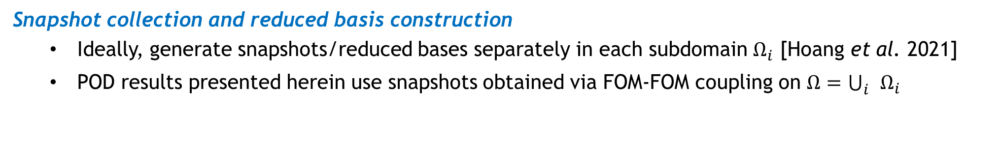 Snapshot collection and reduced basis construction
• Ideally, generate snapshots/reduced bases separately in each subdomain Ωᵢ [Hoang et al. 2021]
• POD results presented herein use snapshots obtained via FOM-FOM coupling on Ω = ⋃ᵢ Ωᵢ